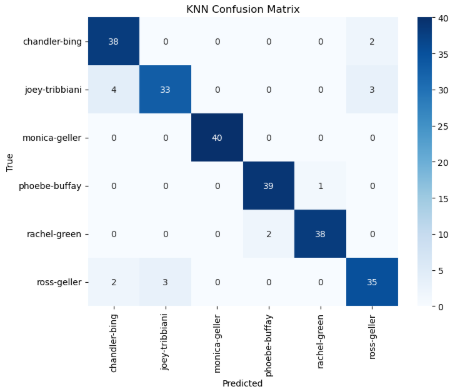 KNN Confusion Matrix
40
chandler-bing 38 0 0 0 0 2
35
joey-tribbiani 4 33 0 0 0 3
30
monica-geller 0 0 40 0 0 0
25
True
20
phoebe-buffay 0 0 0 39 1 0
15
rachel-green 0 0 0 2 38 0
10
ross-geller 2 3 0 0 0 35
5
0
chandler-bing
joey-tribbiani
monica-geller
phoebe-buffay
rachel-green
ross-geller
Predicted